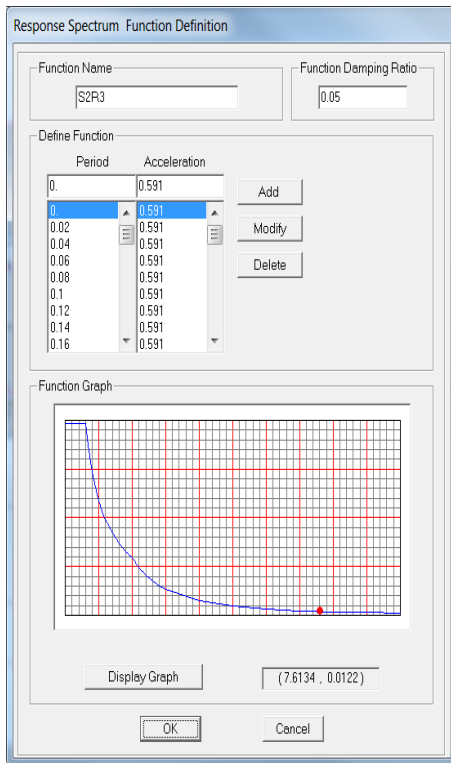 Response Spectrum Function Definition
Function Name
Function Damping Ratio
S2R3
0.05
Define Function
Period Acceleration
0. 0.591
Add
0. 0.591
0.02 0.591
Modify
0.04 0.591
0.06 0.591
Delete
0.08 0.591
0.1 0.591
0.12 0.591
0.14 0.591
0.16 0.591
Function Graph
Display Graph
(7.6134 , 0.0122)
OK
Cancel